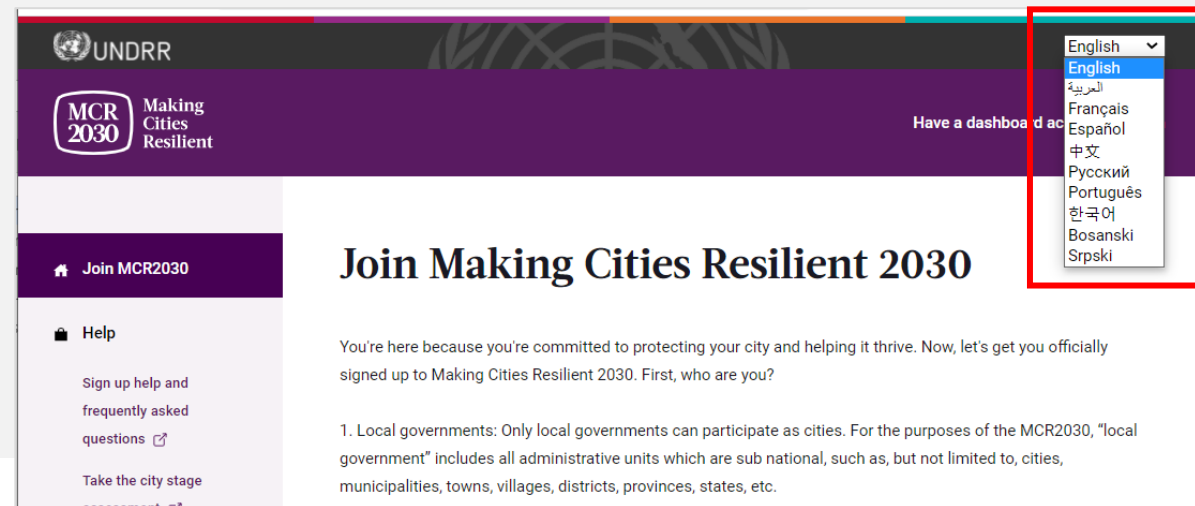 UNDRR
English
English
العربية
Français
Español
中文
Русский
Português
한국어
Bosanski
Srpski
MCR
2030
Making
Cities
Resilient
Have a dashboard ac
Join MCR2030
Help
Sign up help and
frequently asked
questions
Take the city stage
assessment
Join Making Cities Resilient 2030
You're here because you're committed to protecting your city and helping it thrive. Now, let's get you officially
signed up to Making Cities Resilient 2030. First, who are you?
1. Local governments: Only local governments can participate as cities. For the purposes of the MCR2030, “local
government” includes all administrative units which are sub national, such as, but not limited to, cities,
municipalities, towns, villages, districts, provinces, states, etc.